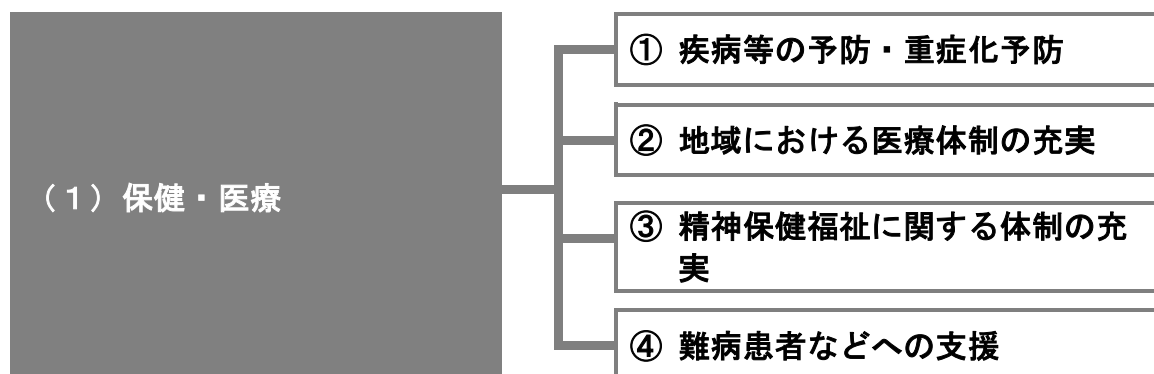 （１）保健・医療
① 疾病等の予防・重症化予防
② 地域における医療体制の充実
③ 精神保健福祉に関する体制の充
実
④ 難病患者などへの支援